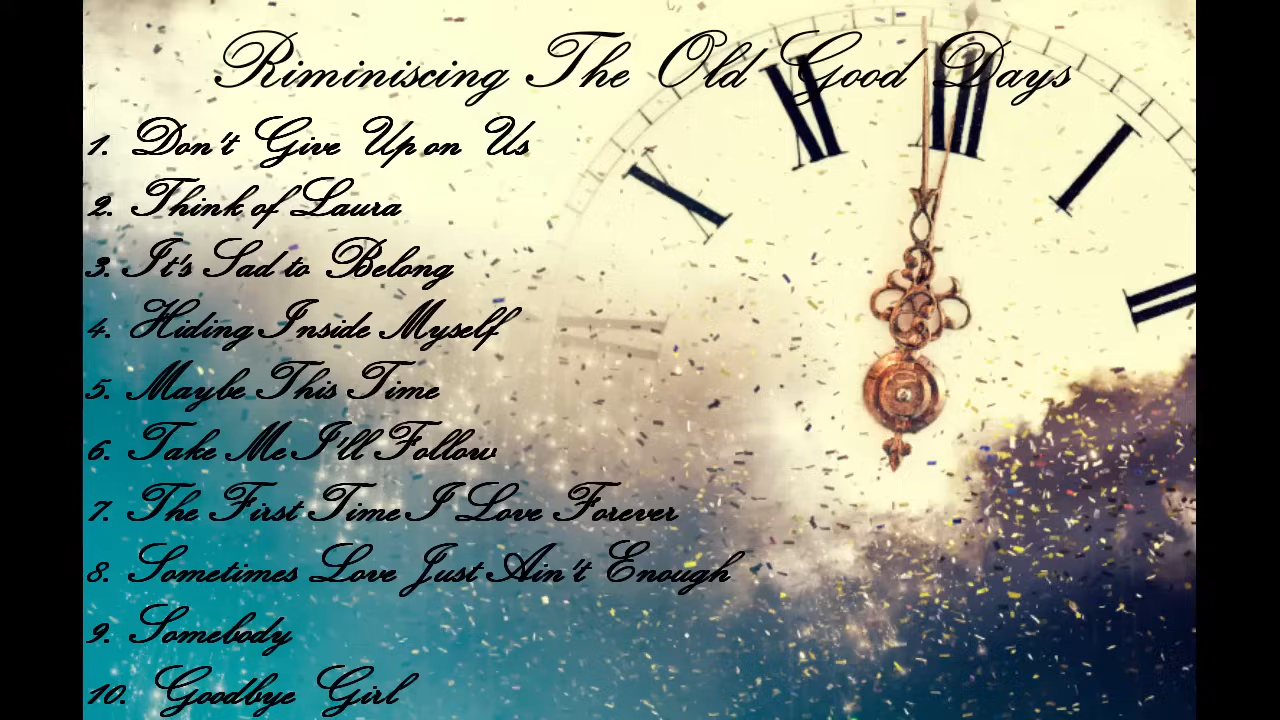 Riminiscing The Old Good Days
1. Don't Give Up on Us
2. Think of Laura
3. It's Sad to Belong
4. Hiding Inside Myself
5. Maybe This Time
6. Take Me I'll Follow
7. The First Time I Love Forever
8. Sometimes Love Just Ain't Enough
9. Somebody
10. Goodbye Girl